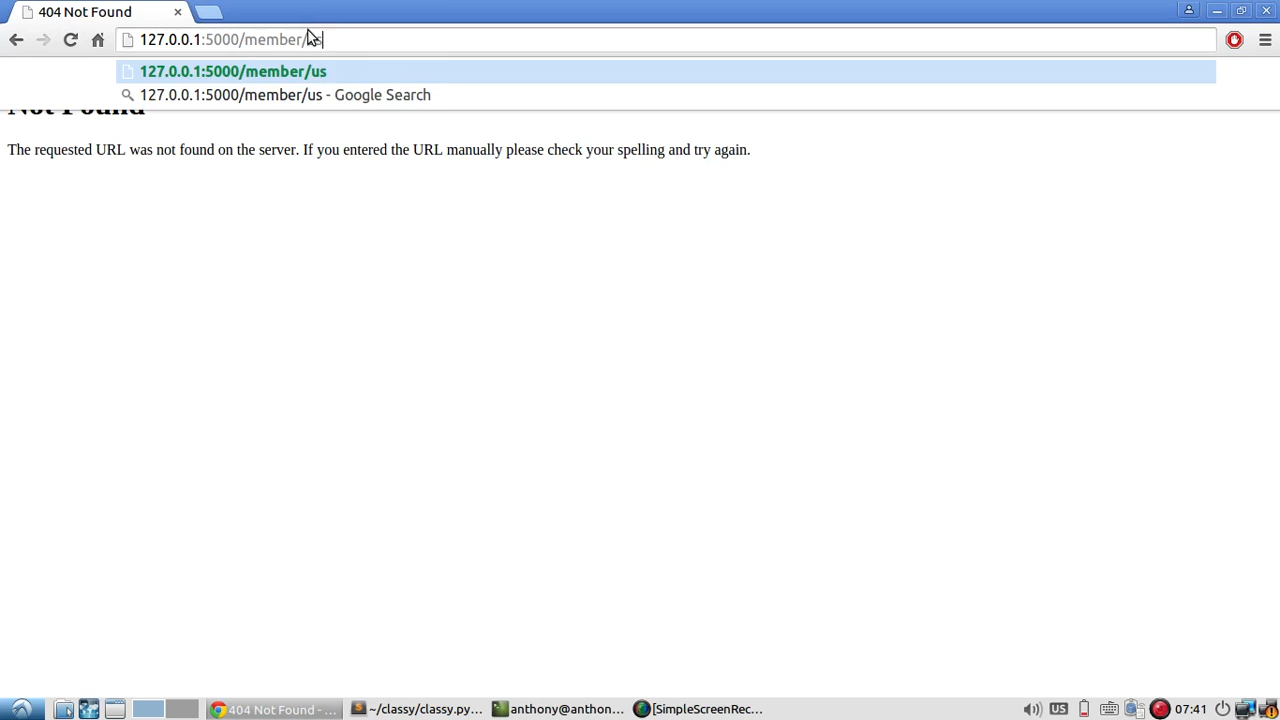 404 Not Found
127.0.0.1:5000/member/us
127.0.0.1:5000/member/us
127.0.0.1:5000/member/us - Google Search
Not Found
The requested URL was not found on the server. If you entered the URL manually please check your spelling and try again.
404 Not Found - ...
~/classy/classy.py...
anthony@anthon...
[SimpleScreenRec...
US
07:41